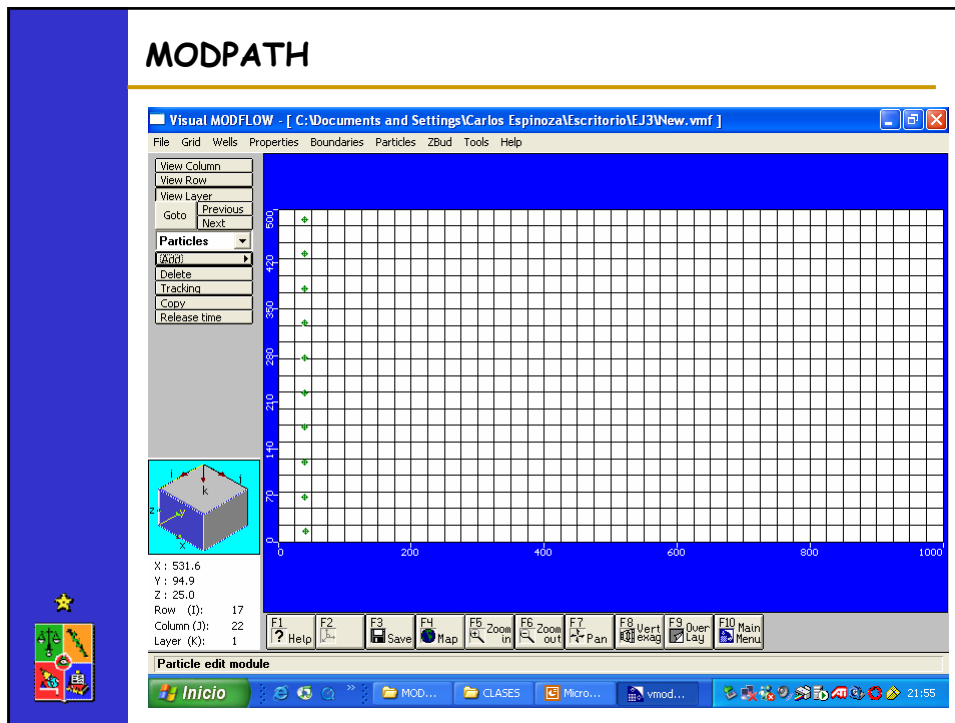 MODPATH
Visual MODFLOW - [ C:\Documents and Settings\Carlos Espinoza\Escritorio\EJ3\New.vmf ]
File Grid Wells Properties Boundaries Particles ZBud Tools Help
View Column
View Row
View Layer
Goto
Previous
Next
Particles
Add
Delete
Tracking
Copy
Release time
500
420
350
280
210
140
70
0
0 200 400 600 800 1000
i j
k
z y
x
X : 531.6
Y : 94.9
Z : 25.0
Row (I): 17
Column (J): 22
Layer (K): 1
F1 Help
F2
F3 Save
F4 Map
F5 Zoom in
F6 Zoom out
F7 Pan
F8 Vert exag
F9 Over Lay
F10 Main Menu
Particle edit module
Inicio » MOD... CLASES Micro... vmod... 21:55